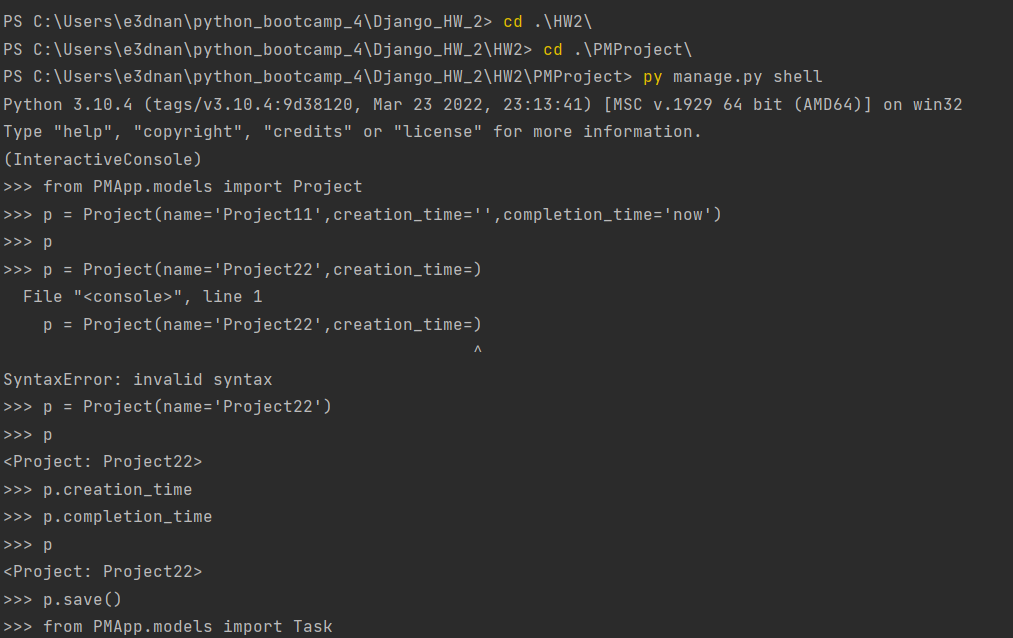 PS C:\Users\e3dnan\python_bootcamp_4\Django_HW_2> cd .\HW2\
PS C:\Users\e3dnan\python_bootcamp_4\Django_HW_2\HW2> cd .\PMProject\
PS C:\Users\e3dnan\python_bootcamp_4\Django_HW_2\HW2\PMProject> py manage.py shell
Python 3.10.4 (tags/v3.10.4:9d38120, Mar 23 2022, 23:13:41) [MSC v.1929 64 bit (AMD64)] on win32
Type "help", "copyright", "credits" or "license" for more information.
(InteractiveConsole)
>>> from PMApp.models import Project
>>> p = Project(name='Project11',creation_time='',completion_time='now')
>>> p
>>> p = Project(name='Project22',creation_time=)
  File "<console>", line 1
    p = Project(name='Project22',creation_time=)
                                               ^
SyntaxError: invalid syntax
>>> p = Project(name='Project22')
>>> p
<Project: Project22>
>>> p.creation_time
>>> p.completion_time
>>> p
<Project: Project22>
>>> p.save()
>>> from PMApp.models import Task